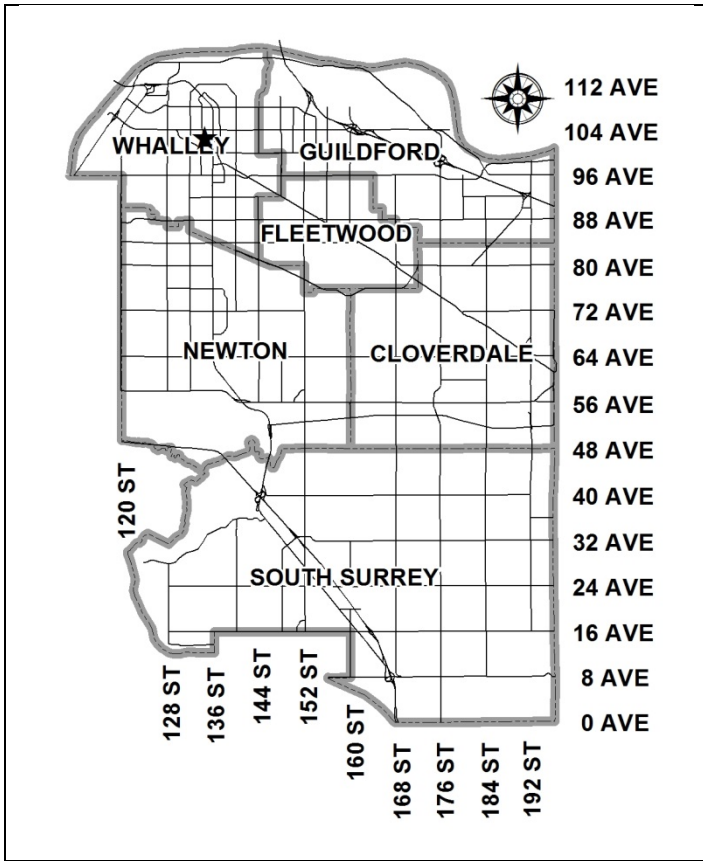 112 AVE
104 AVE
WHALLEY
GUILDFORD
96 AVE
88 AVE
FLEETWOOD
80 AVE
72 AVE
NEWTON
CLOVERDALE
64 AVE
56 AVE
48 AVE
120 ST
40 AVE
32 AVE
SOUTH SURREY
24 AVE
16 AVE
128 ST
136 ST
144 ST
152 ST
160 ST
168 ST
176 ST
184 ST
192 ST
8 AVE
0 AVE